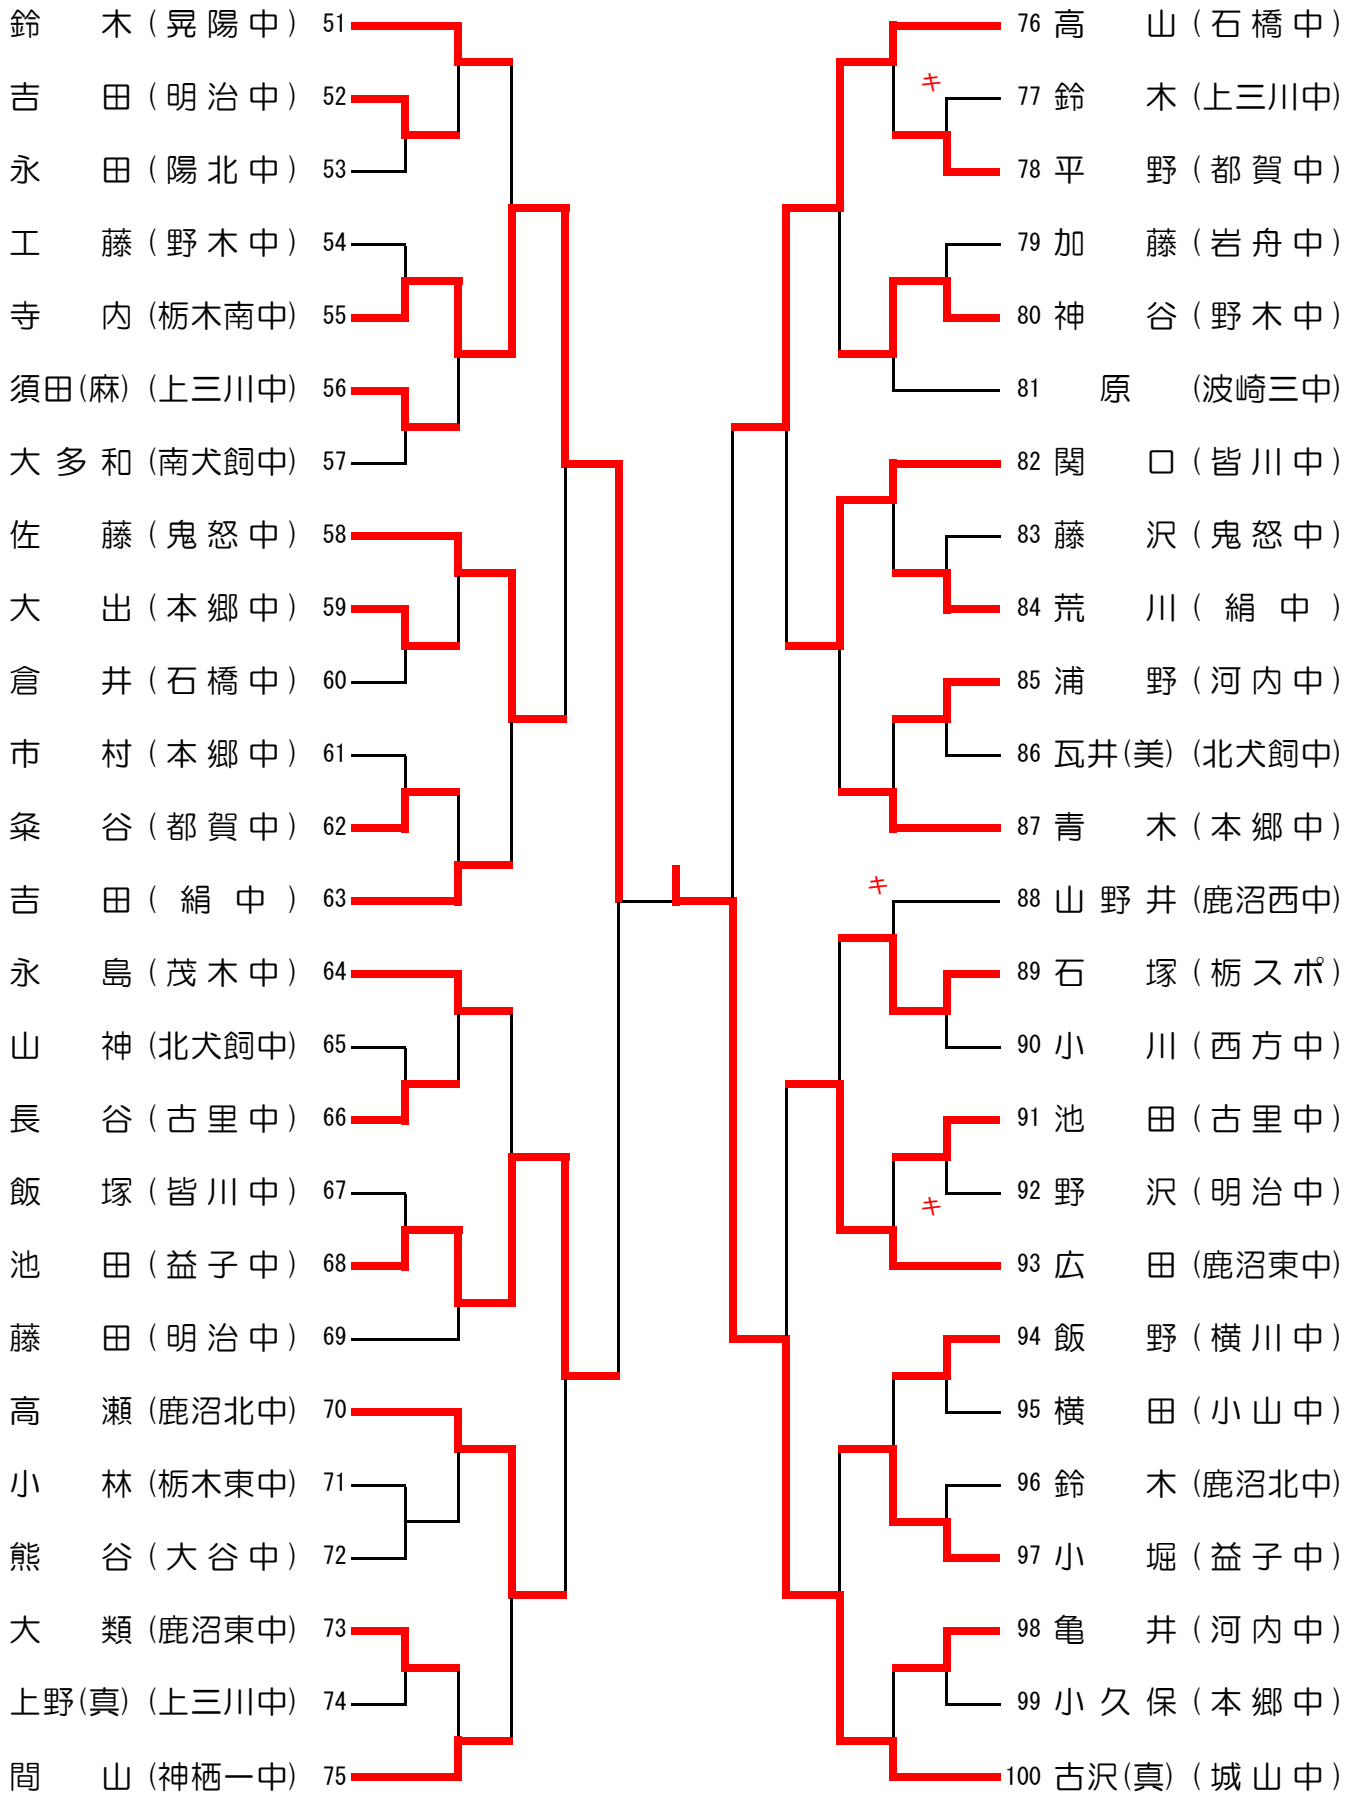 鈴木(晃陽中) 51
吉田(明治中) 52
永田(陽北中) 53
工藤(野木中) 54
寺内(栃木南中) 55
須田(麻)(上三川中) 56
大多和(南犬飼中) 57
佐藤(鬼怒中) 58
大出(本郷中) 59
倉井(石橋中) 60
市村(本郷中) 61
粂谷(都賀中) 62
吉田(絹中) 63
永島(茂木中) 64
山神(北犬飼中) 65
長谷(古里中) 66
飯塚(皆川中) 67
池田(益子中) 68
藤田(明治中) 69
高瀬(鹿沼北中) 70
小林(栃木東中) 71
熊谷(大谷中) 72
大類(鹿沼東中) 73
上野(真)(上三川中) 74
間山(神栖一中) 75
76 高山(石橋中)
キ
77 鈴木(上三川中)
78 平野(都賀中)
79 加藤(岩舟中)
80 神谷(野木中)
81 原(波崎三中)
82 関口(皆川中)
83 藤沢(鬼怒中)
84 荒川(絹中)
85 浦野(河内中)
86 瓦井(美)(北犬飼中)
87 青木(本郷中)
キ
88 山野井(鹿沼西中)
89 石塚(栃スポ)
90 小川(西方中)
91 池田(古里中)
92 野沢(明治中)
キ
93 広田(鹿沼東中)
94 飯野(横川中)
95 横田(小山中)
96 鈴木(鹿沼北中)
97 小堀(益子中)
98 亀井(河内中)
99 小久保(本郷中)
100 古沢(真)(城山中)